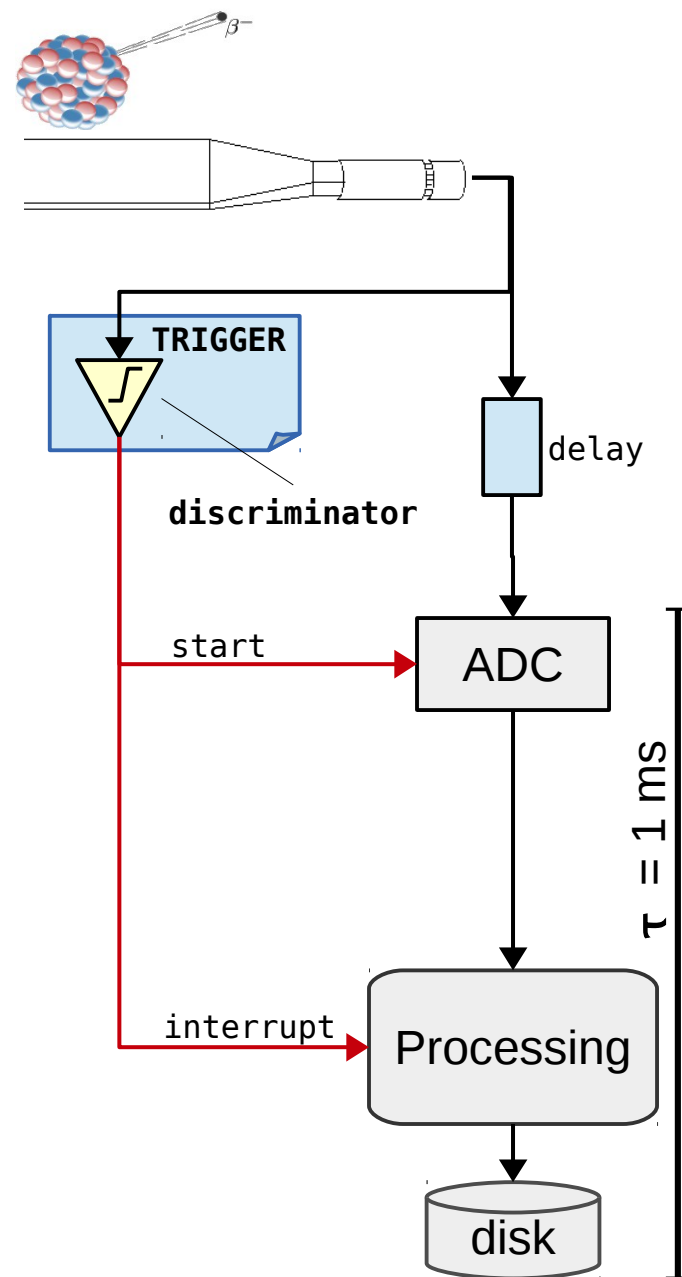 β⁻
TRIGGER
delay
discriminator
start
ADC
τ = 1 ms
interrupt
Processing
disk